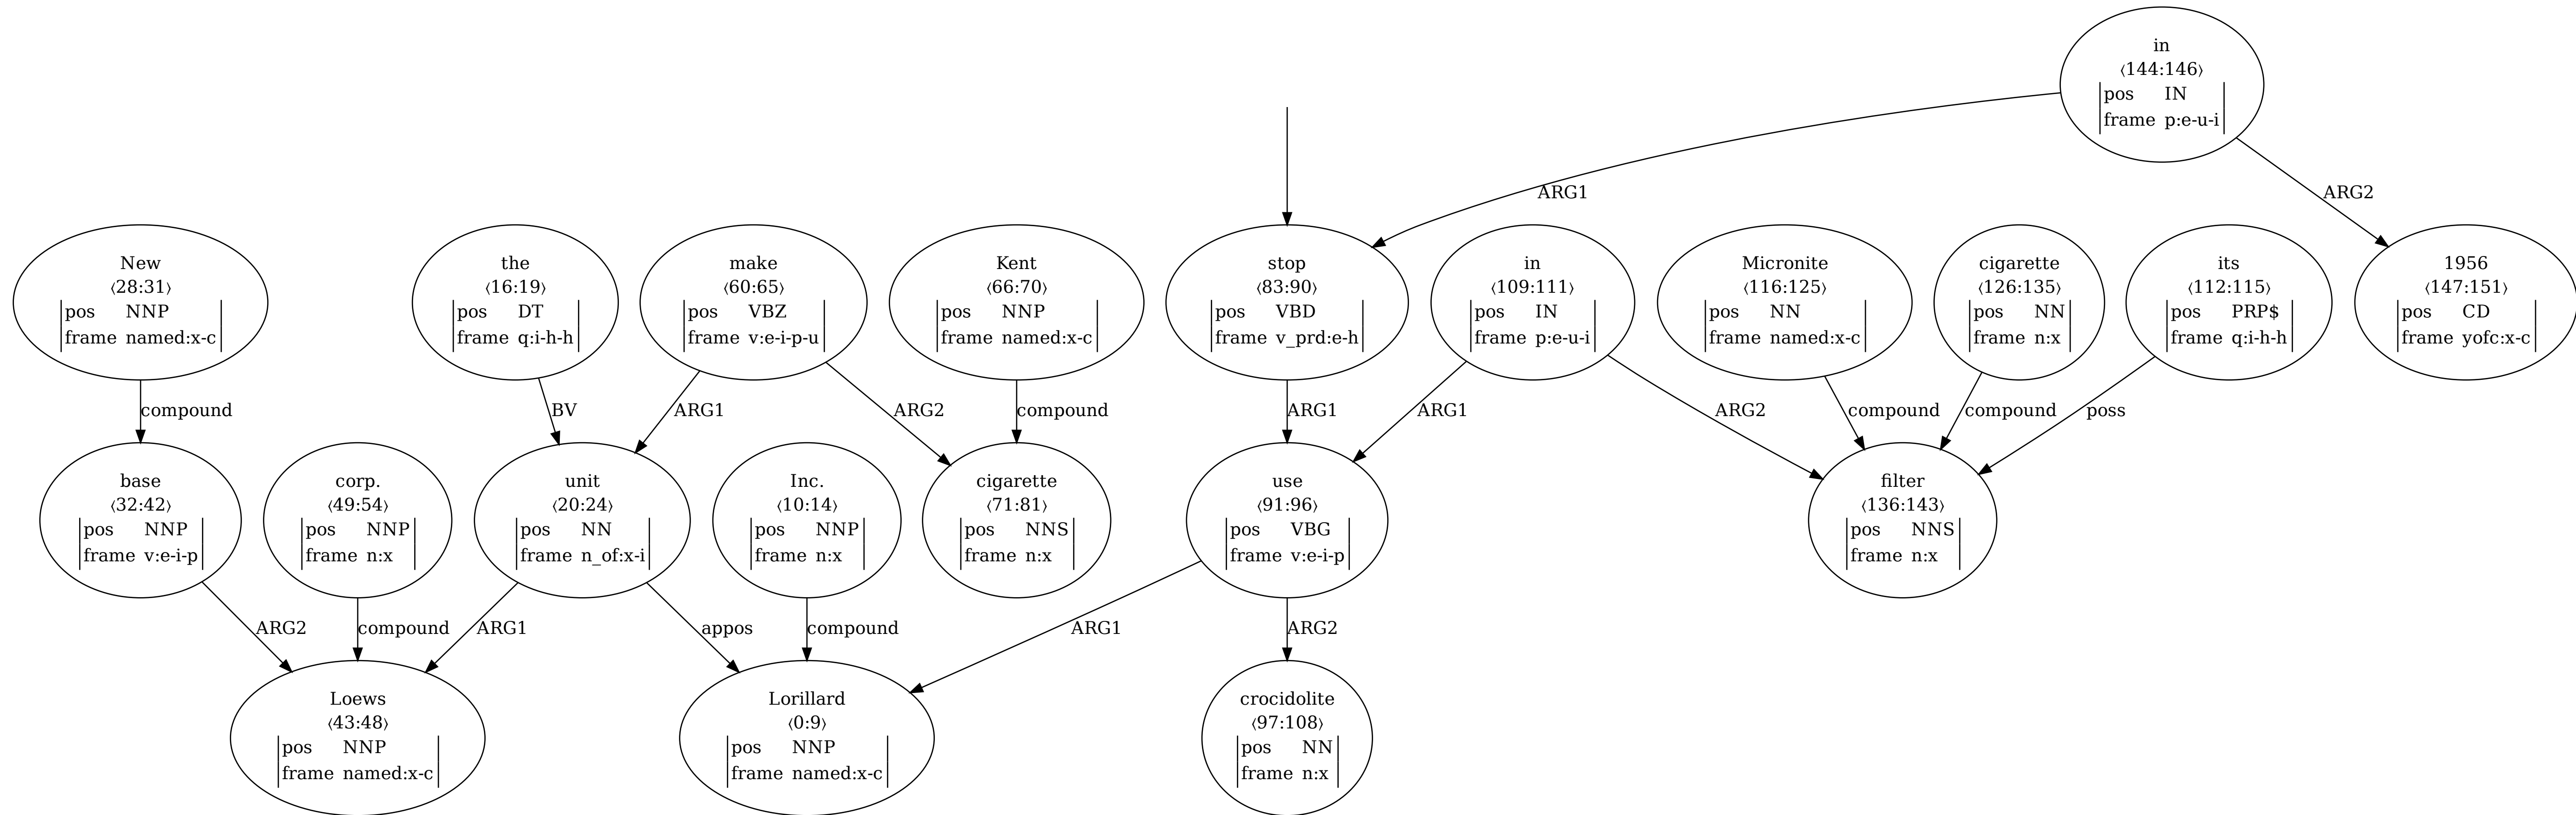 in
⟨144:146⟩
pos IN
frame p:e-u-i
ARG1
ARG2
New
⟨28:31⟩
pos NNP
frame named:x-c
the
⟨16:19⟩
pos DT
frame q:i-h-h
make
⟨60:65⟩
pos VBZ
frame v:e-i-p-u
Kent
⟨66:70⟩
pos NNP
frame named:x-c
stop
⟨83:90⟩
pos VBD
frame v_prd:e-h
in
⟨109:111⟩
pos IN
frame p:e-u-i
Micronite
⟨116:125⟩
pos NN
frame named:x-c
cigarette
⟨126:135⟩
pos NN
frame n:x
its
⟨112:115⟩
pos PRP$
frame q:i-h-h
1956
⟨147:151⟩
pos CD
frame yofc:x-c
compound
BV
ARG1
ARG2
compound
ARG1
ARG1
ARG2
compound
compound
poss
base
⟨32:42⟩
pos NNP
frame v:e-i-p
corp.
⟨49:54⟩
pos NNP
frame n:x
unit
⟨20:24⟩
pos NN
frame n_of:x-i
Inc.
⟨10:14⟩
pos NNP
frame n:x
cigarette
⟨71:81⟩
pos NNS
frame n:x
use
⟨91:96⟩
pos VBG
frame v:e-i-p
filter
⟨136:143⟩
pos NNS
frame n:x
ARG2
compound
ARG1
appos
compound
ARG1
ARG2
Loews
⟨43:48⟩
pos NNP
frame named:x-c
Lorillard
⟨0:9⟩
pos NNP
frame named:x-c
crocidolite
⟨97:108⟩
pos NN
frame n:x